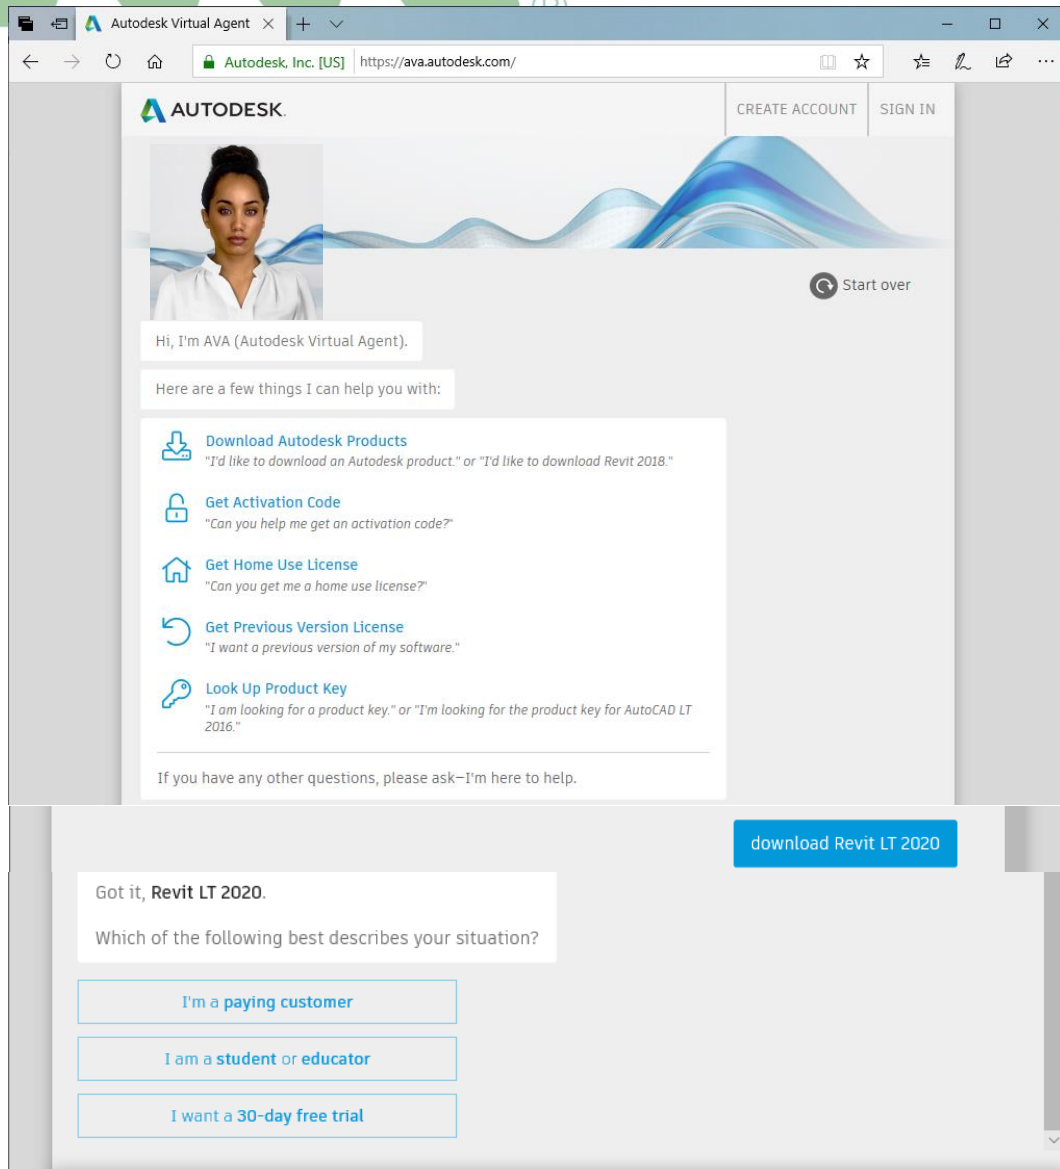 Autodesk Virtual Agent
Autodesk, Inc. [US] https://ava.autodesk.com/
AUTODESK.
CREATE ACCOUNT SIGN IN
Start over
Hi, I'm AVA (Autodesk Virtual Agent).
Here are a few things I can help you with:
Download Autodesk Products
"I'd like to download an Autodesk product." or "I'd like to download Revit 2018."
Get Activation Code
"Can you help me get an activation code?"
Get Home Use License
"Can you get me a home use license?"
Get Previous Version License
"I want a previous version of my software."
Look Up Product Key
"I am looking for a product key." or "I'm looking for the product key for AutoCAD LT
2016."
If you have any other questions, please ask—I'm here to help.
download Revit LT 2020
Got it, Revit LT 2020.
Which of the following best describes your situation?
I'm a paying customer
I am a student or educator
I want a 30-day free trial